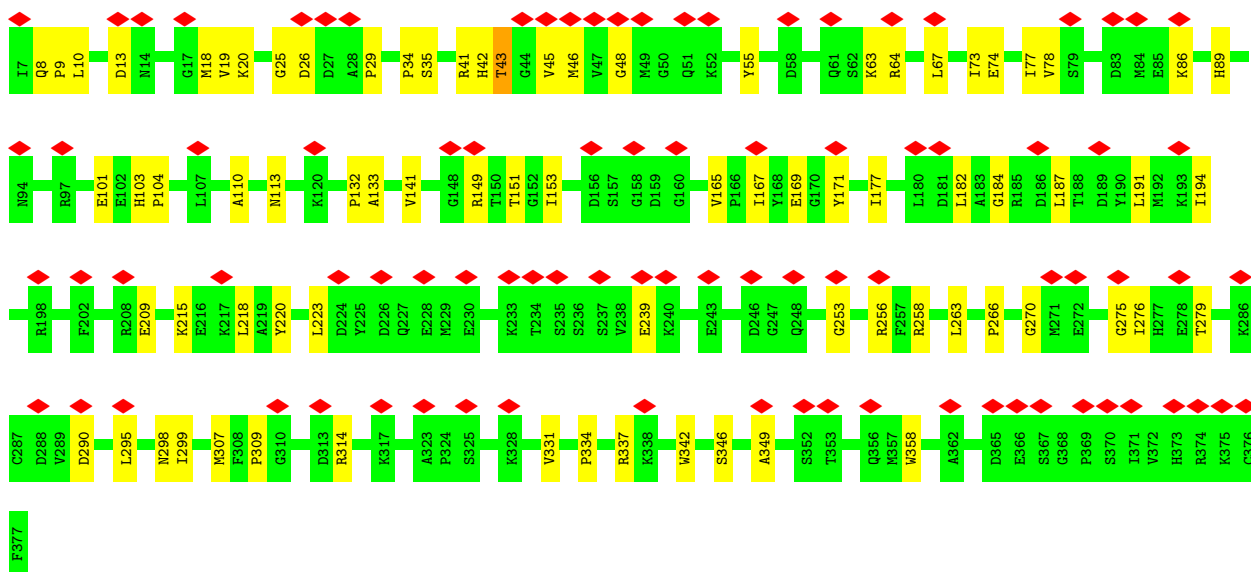 I7 Q8 P9 L10 D13 N14 G17 M18 V19 K20 G25 D26 D27 A28 P29 P34 S35 R41 H42 T43 G44 V45 M46 V47 G48 M49 G50 Q51 K52 Y55 D58 Q61 S62 K63 R64 L67 I73 E74 I77 V78 S79 D83 M84 E85 K86 H89
N94 R97 E101 E102 H103 P104 L107 A110 N113 K120 P132 A133 V141 G148 R149 T150 T151 G152 I153 D156 S157 G158 D159 G160 V165 P166 I167 Y168 E169 G170 Y171 I177 L180 D181 L182 A183 G184 R185 D186 L187 T188 D189 Y190 L191 M192 K193 I194
R198 F202 R208 E209 K215 E216 K217 L218 A219 Y220 L223 D224 Y225 D226 Q227 E228 M229 E230 K233 T234 S235 S236 S237 V238 E239 K240 E243 D246 G247 Q248 G253 R256 F257 R258 L263 P266 G270 M271 E272 G275 I276 H277 E278 T279 K286
C287 D288 V289 D290 L295 N298 I299 M307 F308 P309 G310 D313 R314 K317 A323 P324 S325 K328 V331 P334 R337 K338 W342 S346 A349 S352 T353 Q356 M357 W358 A362 D365 E366 S367 G368 P369 S370 I371 V372 H373 R374 K375 C376
F377